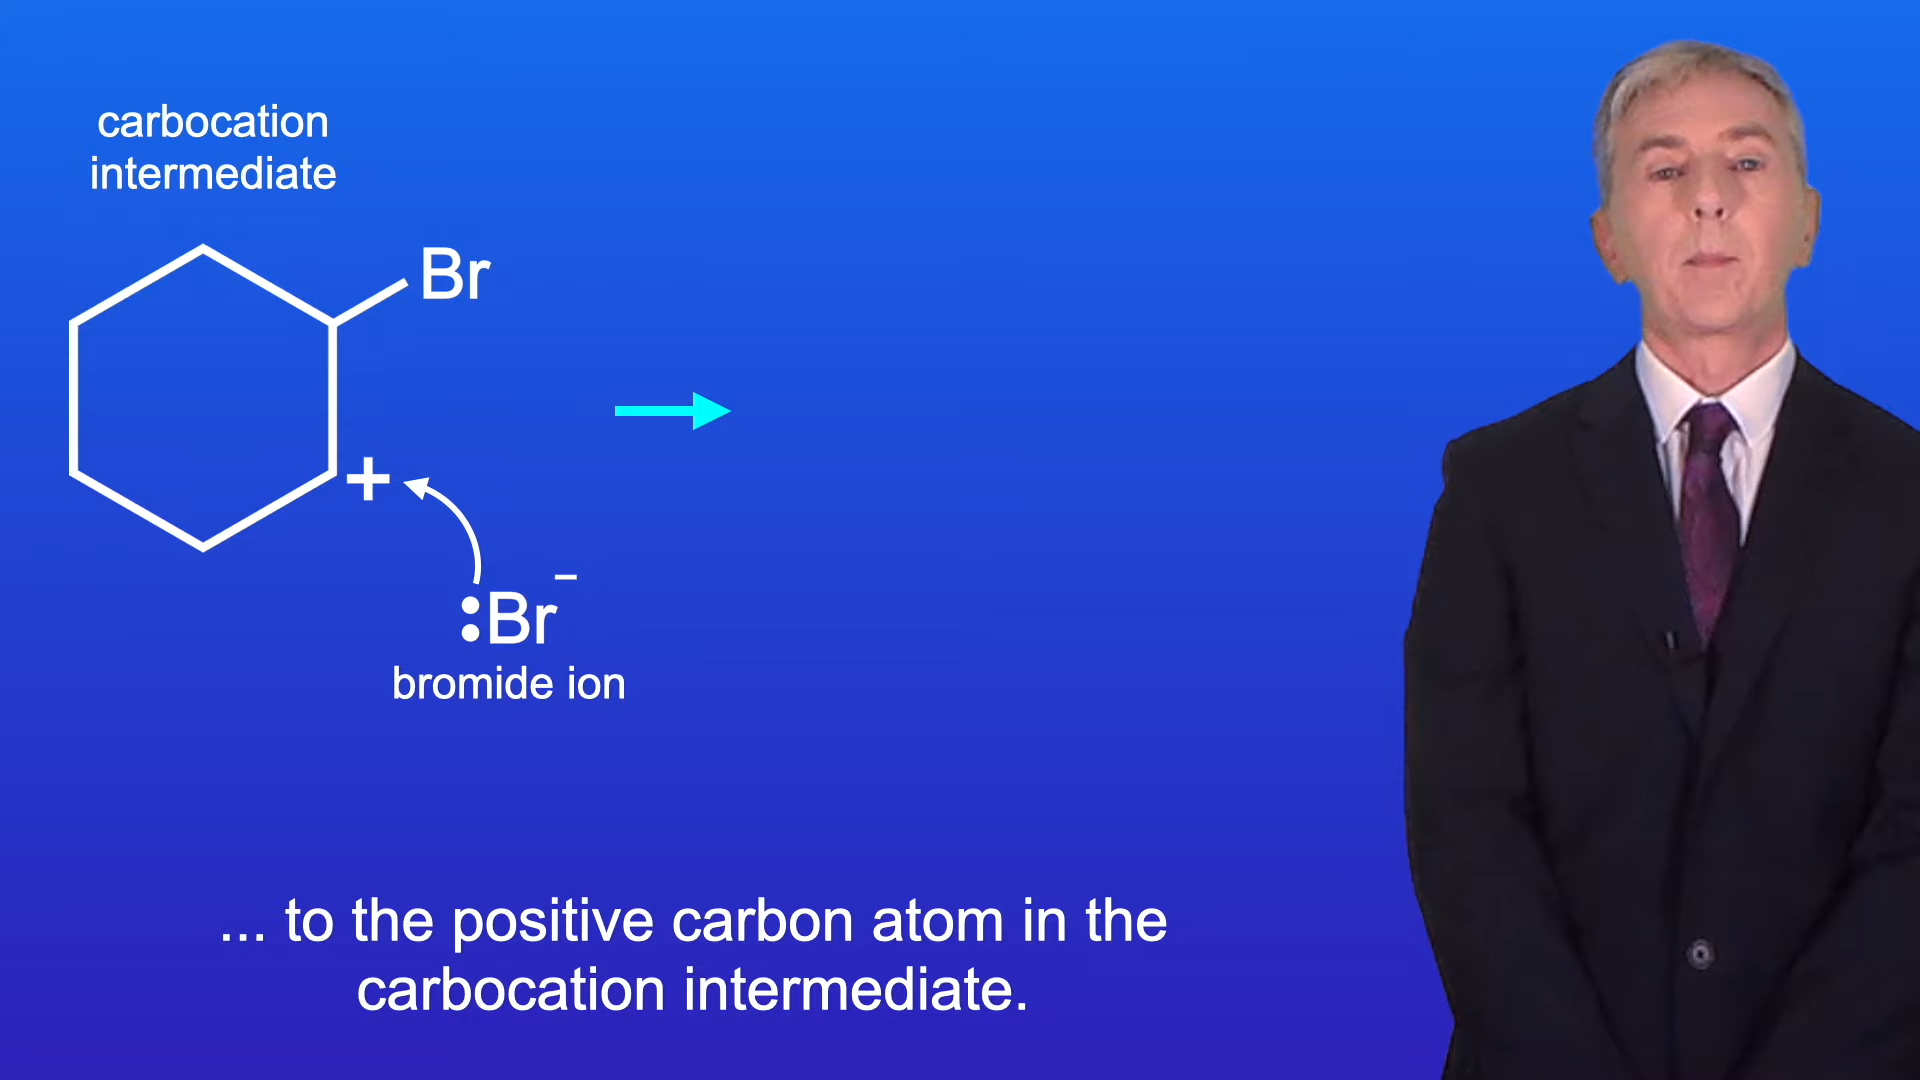 carbocation
intermediate
Br
+
:Br⁻
bromide ion
... to the positive carbon atom in the
carbocation intermediate.